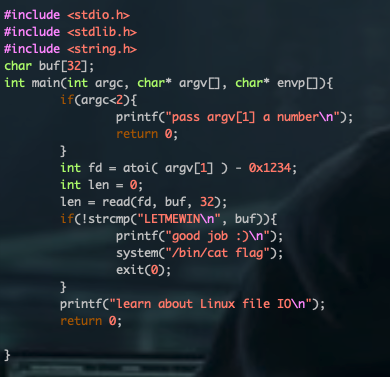 #include <stdio.h>
#include <stdlib.h>
#include <string.h>
char buf[32];
int main(int argc, char* argv[], char* envp[]){
        if(argc<2){
                printf("pass argv[1] a number\n");
                return 0;
        }
        int fd = atoi( argv[1] ) - 0x1234;
        int len = 0;
        len = read(fd, buf, 32);
        if(!strcmp("LETMEWIN\n", buf)){
                printf("good job :)\n");
                system("/bin/cat flag");
                exit(0);
        }
        printf("learn about Linux file IO\n");
        return 0;

}